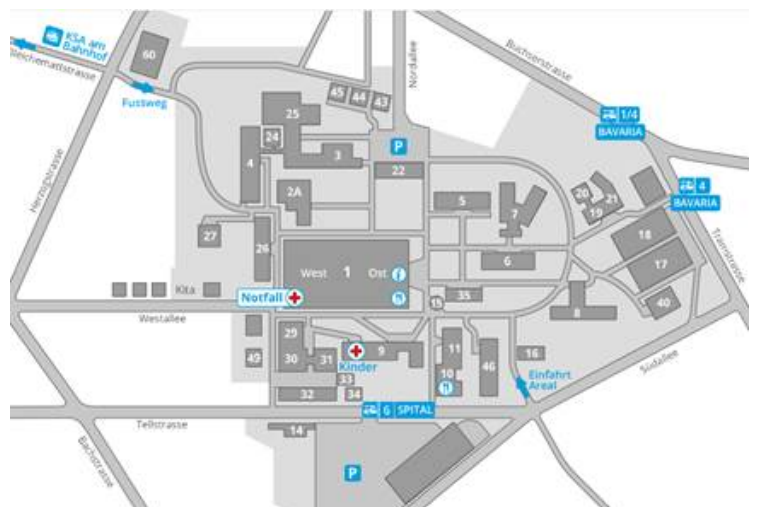 KSA am
Bahnhof
Bleichemattstrasse
60
Fussweg
Nordallee
Buchserstrasse
Herzogstrasse
45
44
43
25
24
4
3
P
22
1/4
BAVARIA
4
BAVARIA
2A
5
7
20
21
19
18
17
Tramstrasse
27
26
6
West
1
Ost
i
Kita
Notfall
15
35
8
40
Westallee
29
49
30
31
9
Kinder
11
10
46
16
Einfahrt
Areal
Südallee
33
32
34
6 SPITAL
Tellstrasse
14
Bachstrasse
P